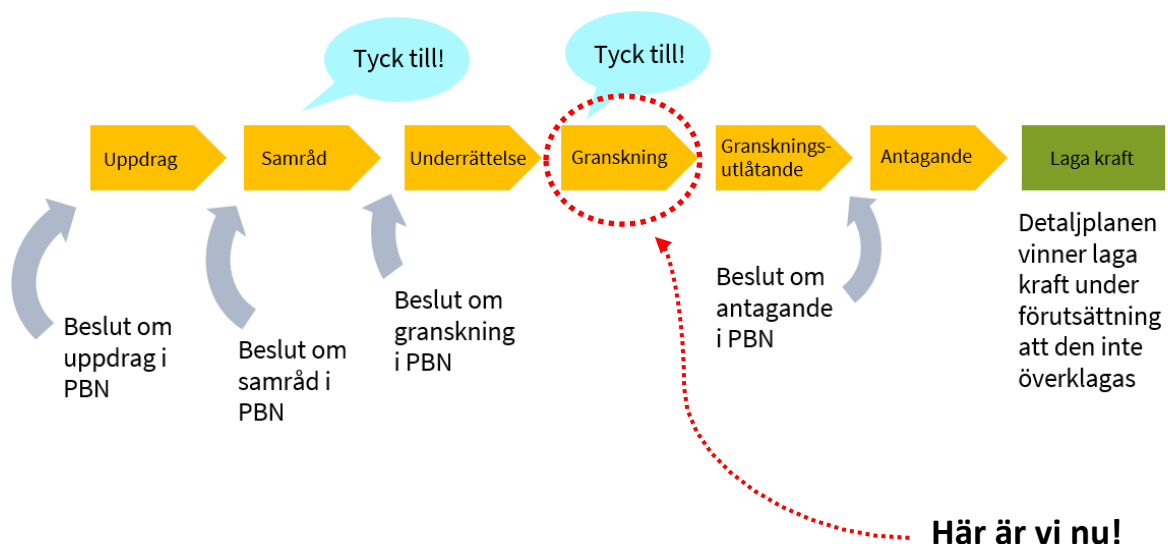 Tyck till!
Tyck till!
Uppdrag
Samråd
Underrättelse
Granskning
Gransknings-
utlåtande
Antagande
Laga kraft
Beslut om
uppdrag i
PBN
Beslut om
samråd i
PBN
Beslut om
granskning
i PBN
Beslut om
antagande
i PBN
Detaljplanen
vinner laga
kraft under
förutsättning
att den inte
överklagas
Här är vi nu!